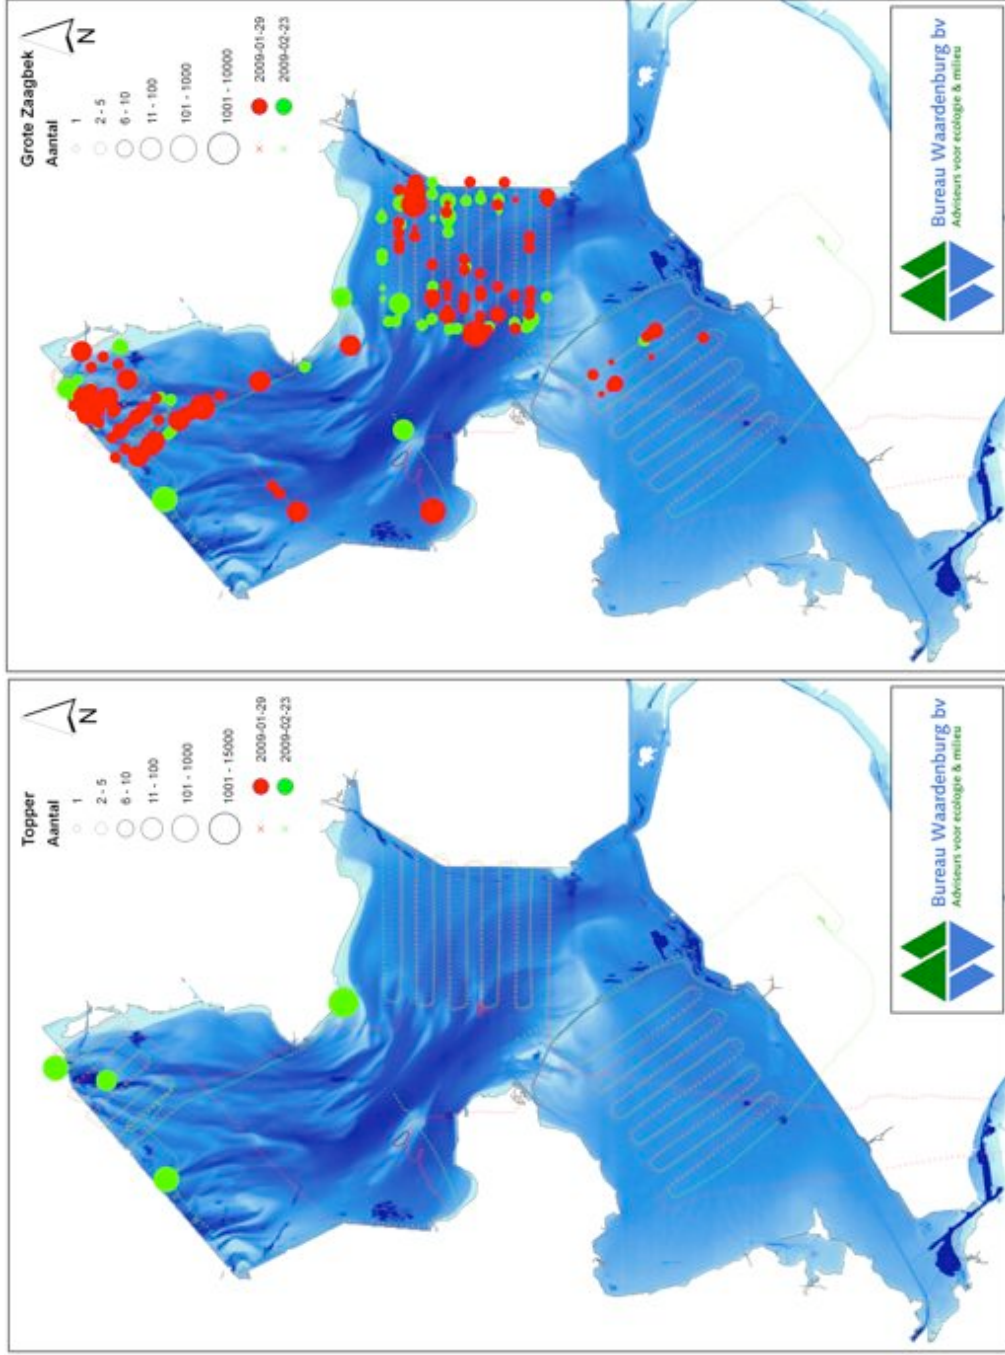 Grote Zaagbek
Aantal
1
2 - 5
6 - 10
11 - 100
101 - 1000
1001 - 10000
2009-01-29
2009-02-23
N
Bureau Waardenburg bv
Adviseurs voor ecologie & milieu
Topper
Aantal
1
2 - 5
6 - 10
11 - 100
101 - 1000
1001 - 15000
2009-01-29
2009-02-23
N
Bureau Waardenburg bv
Adviseurs voor ecologie & milieu